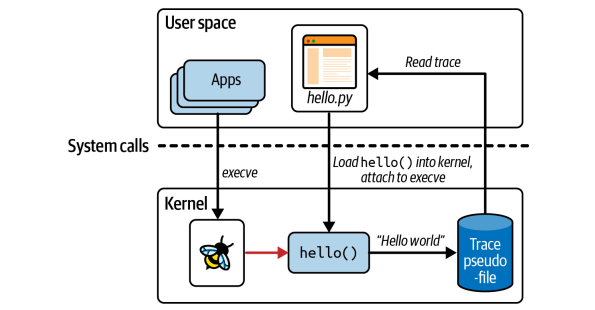 User space
Apps
hello.py
Read trace
System calls
execve
Load hello() into kernel,
attach to execve
Kernel
hello()
"Hello world"
Trace
pseudo
-file